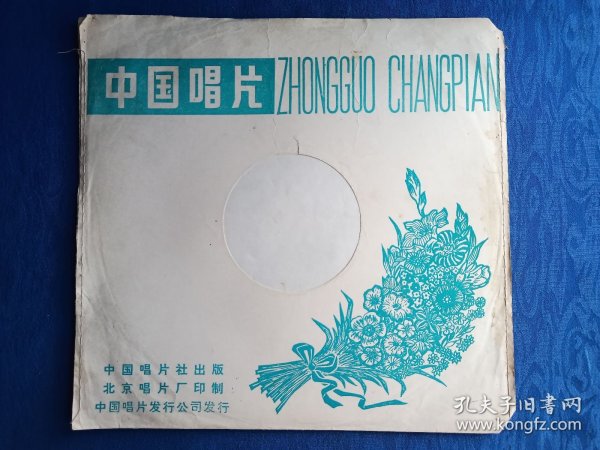 中国唱片 ZHONGGUO CHANGPIAN
中国唱片社出版
北京唱片厂印制
中国唱片发行公司发行
孔夫子旧书网
www.kongfz.com